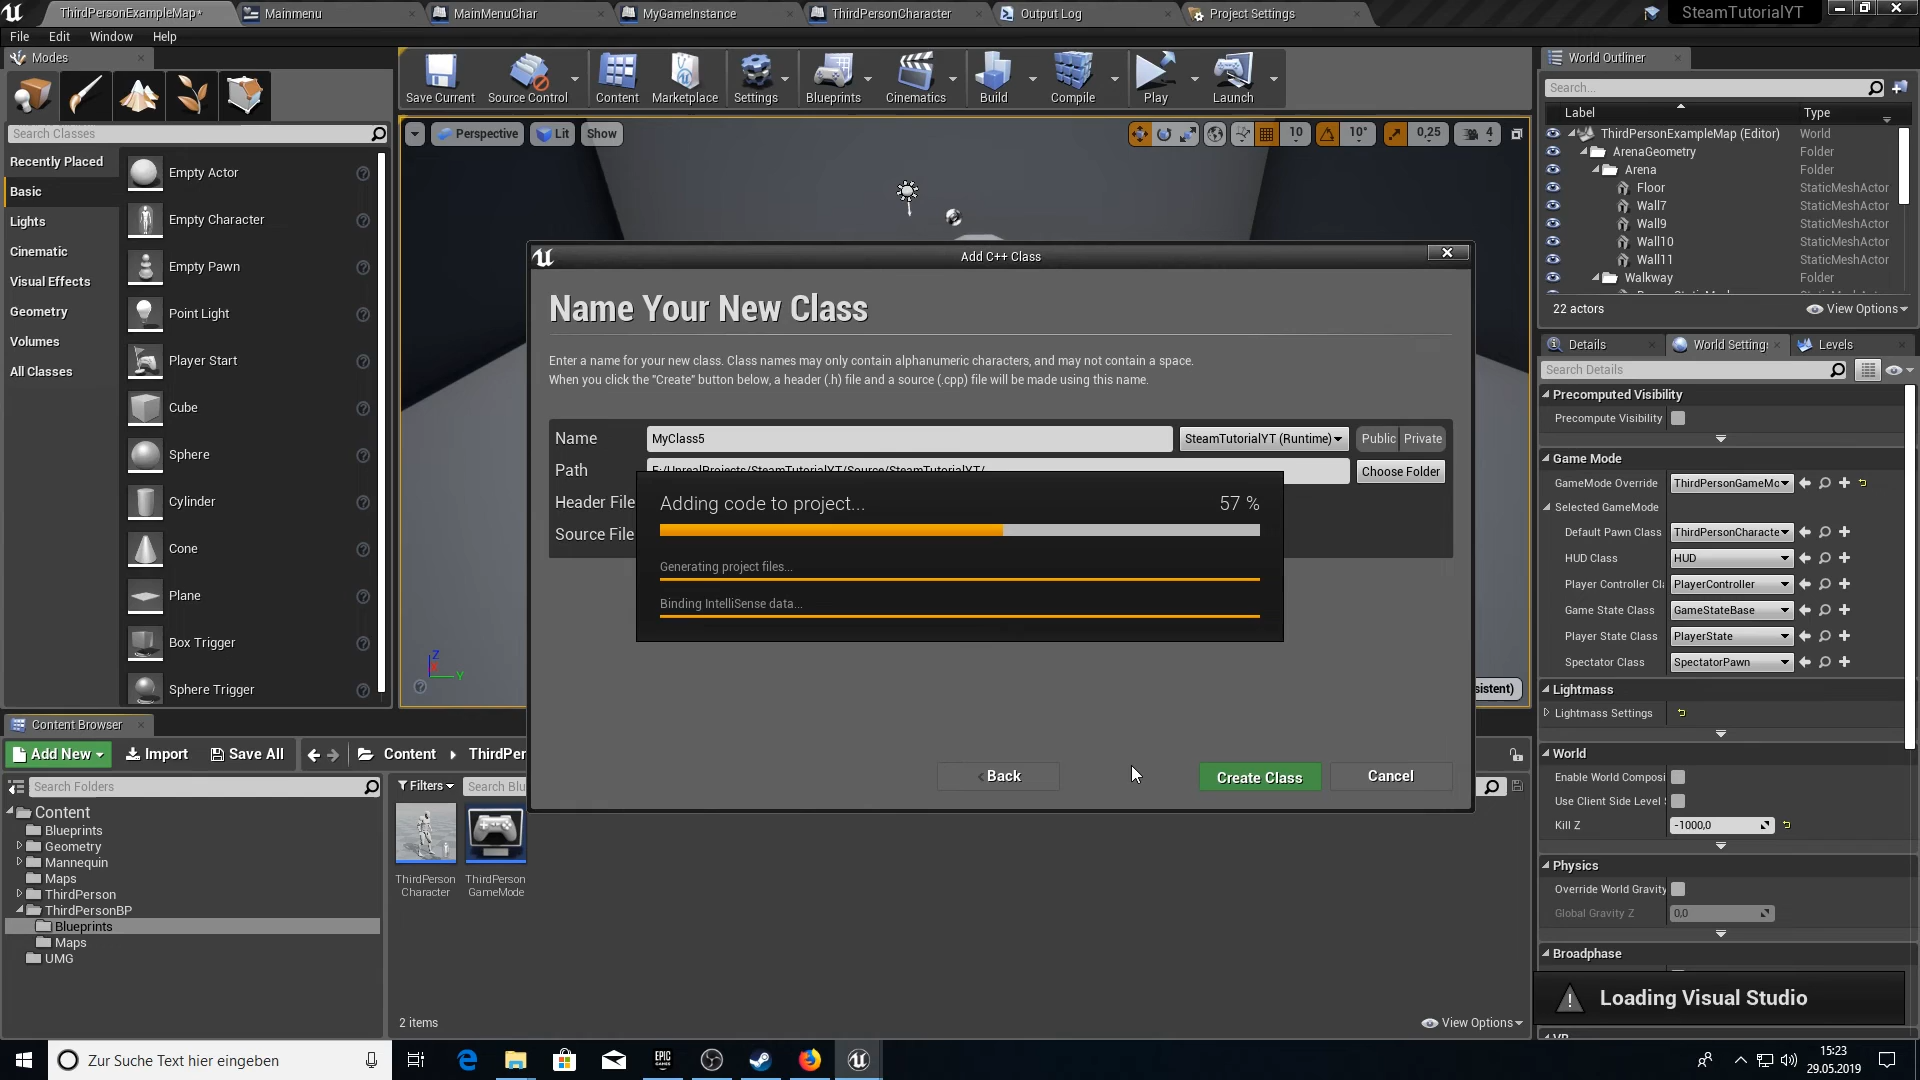 ThirdPersonExampleMap*
Mainmenu
MainMenuChar
MyGameInstance
ThirdPersonCharacter
Output Log
Project Settings
SteamTutorialYT
File Edit Window Help
Modes
Save Current
Source Control
Content
Marketplace
Settings
Blueprints
Cinematics
Build
Compile
Play
Launch
Search Classes
Recently Placed
Basic
Lights
Cinematic
Visual Effects
Geometry
Volumes
All Classes
Empty Actor
Empty Character
Empty Pawn
Point Light
Player Start
Cube
Sphere
Cylinder
Cone
Plane
Box Trigger
Sphere Trigger
Perspective
Lit
Show
10
10°
0,25
4
World Outliner
Search...
Label Type
ThirdPersonExampleMap (Editor) World
ArenaGeometry Folder
Arena Folder
Floor StaticMeshActor
Wall7 StaticMeshActor
Wall9 StaticMeshActor
Wall10 StaticMeshActor
Wall11 StaticMeshActor
Walkway Folder
22 actors
View Options
Add C++ Class
Name Your New Class
Enter a name for your new class. Class names may only contain alphanumeric characters, and may not contain a space.
When you click the "Create" button below, a header (.h) file and a source (.cpp) file will be made using this name.
Name MyClass5 SteamTutorialYT (Runtime) Public Private
Path E:/UnrealProjects/SteamTutorialYT/Source/SteamTutorialYT/ Choose Folder
Header File
Source File
Adding code to project... 57 %
Generating project files...
Binding IntelliSense data...
Back
Create Class
Cancel
sistent)
Details
World Setting
Levels
Search Details
Precomputed Visibility
Precompute Visibility
Game Mode
GameMode Override ThirdPersonGameMo
Selected GameMode
Default Pawn Class ThirdPersonCharacte
HUD Class HUD
Player Controller Cl PlayerController
Game State Class GameStateBase
Player State Class PlayerState
Spectator Class SpectatorPawn
Lightmass
Lightmass Settings
World
Enable World Composi
Use Client Side Level
Kill Z -1000,0
Physics
Override World Gravity
Global Gravity Z 0,0
Broadphase
Loading Visual Studio
Content Browser
Add New
Import
Save All
Content
ThirdPer
Search Folders
Filters
Search Blu
Content
Blueprints
Geometry
Mannequin
Maps
ThirdPerson
ThirdPersonBP
Blueprints
Maps
UMG
ThirdPerson
Character
ThirdPerson
GameMode
2 items
View Options
Z
Y
Zur Suche Text hier eingeben
EPIC
GAMES
15:23
29.05.2019